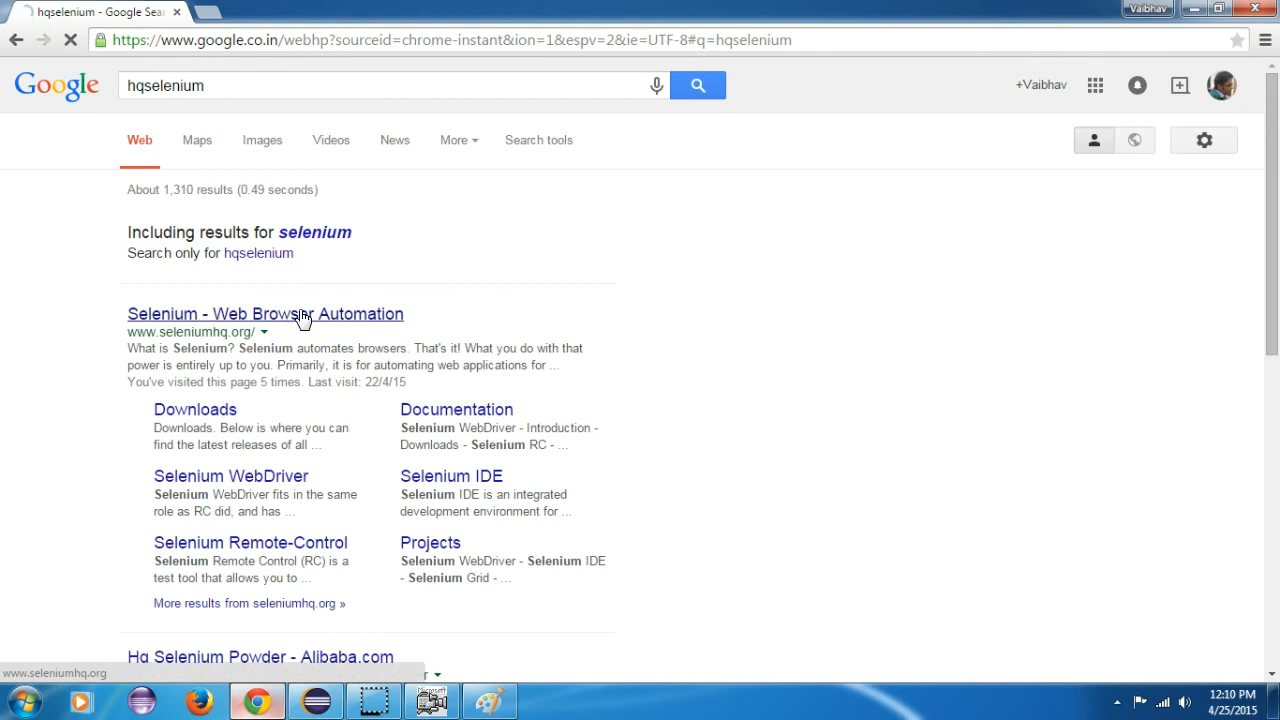 hqselenium - Google Sear
Vaibhav
https://www.google.co.in/webhp?sourceid=chrome-instant&ion=1&espv=2&ie=UTF-8#q=hqselenium
Google
hqselenium
+Vaibhav
Web Maps Images Videos News More Search tools
About 1,310 results (0.49 seconds)
Including results for selenium
Search only for hqselenium
Selenium - Web Browser Automation
www.seleniumhq.org/
What is Selenium? Selenium automates browsers. That's it! What you do with that
power is entirely up to you. Primarily, it is for automating web applications for ...
You've visited this page 5 times. Last visit: 22/4/15
Downloads
Downloads. Below is where you can
find the latest releases of all ...
Documentation
Selenium WebDriver - Introduction -
Downloads - Selenium RC - ...
Selenium WebDriver
Selenium WebDriver fits in the same
role as RC did, and has ...
Selenium IDE
Selenium IDE is an integrated
development environment for ...
Selenium Remote-Control
Selenium Remote Control (RC) is a
test tool that allows you to ...
Projects
Selenium WebDriver - Selenium IDE
- Selenium Grid - ...
More results from seleniumhq.org »
Hg Selenium Powder - Alibaba.com
www.seleniumhq.org
12:10 PM
4/25/2015